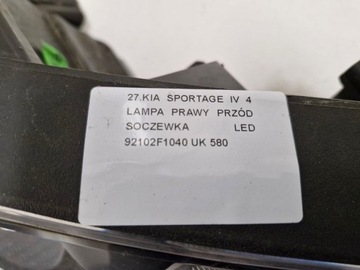 27.KIA SPORTAGE IV 4
LAMPA PRAWY PRZÓD
SOCZEWKA LED
92102F1040 UK 580